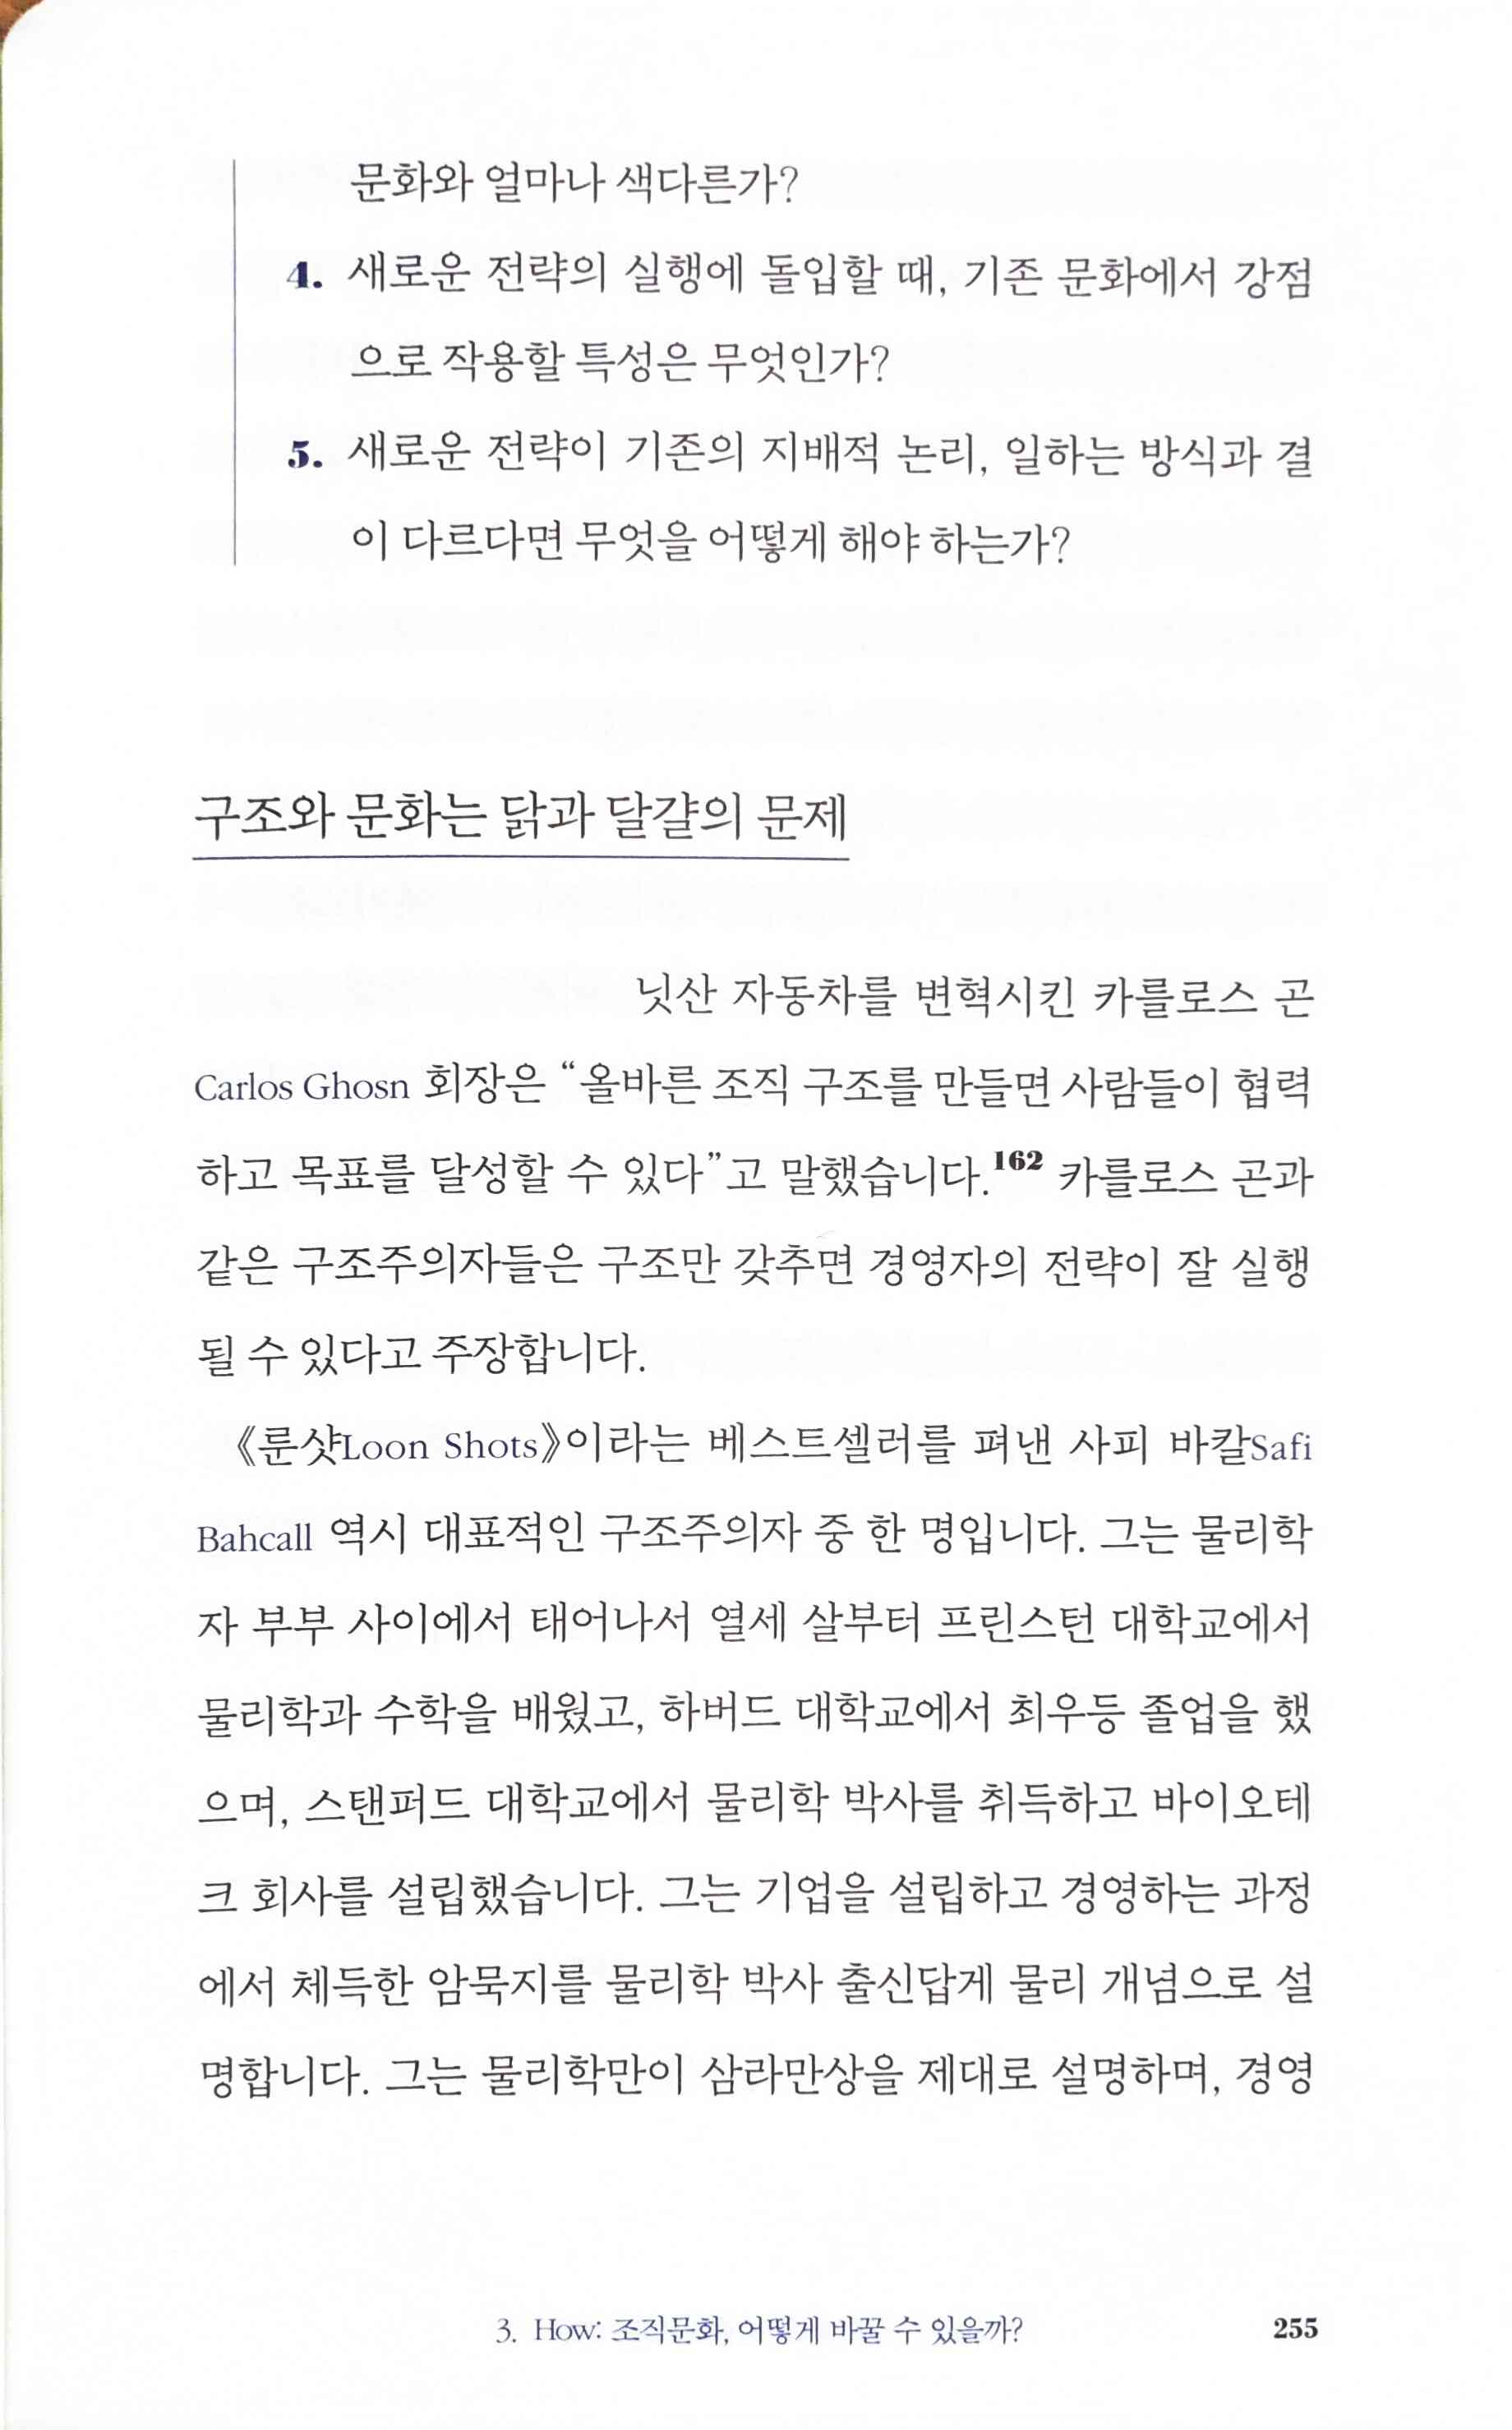 문화와 얼마나 색다른가?
4. 새로운 전략의 실행에 돌입할 때, 기존 문화에서 강점
으로 작용할 특성은 무엇인가?
5. 새로운 전략이 기존의 지배적 논리, 일하는 방식과 결
이 다르다면 무엇을 어떻게 해야 하는가?
구조와 문화는 닭과 달걀의 문제
닛산 자동차를 변혁시킨 카를로스 곤
Carlos Ghosn 회장은 “올바른 조직 구조를 만들면 사람들이 협력
하고 목표를 달성할 수 있다”고 말했습니다.162 카를로스 곤과
같은 구조주의자들은 구조만 갖추면 경영자의 전략이 잘 실행
될 수 있다고 주장합니다.
《룬샷Loon Shots》이라는 베스트셀러를 펴낸 사피 바칼Safi
Bahcall 역시 대표적인 구조주의자 중 한 명입니다. 그는 물리학
자 부부 사이에서 태어나서 열세 살부터 프린스턴 대학교에서
물리학과 수학을 배웠고, 하버드 대학교에서 최우등 졸업을 했
으며, 스탠퍼드 대학교에서 물리학 박사를 취득하고 바이오테
크 회사를 설립했습니다. 그는 기업을 설립하고 경영하는 과정
에서 체득한 암묵지를 물리학 박사 출신답게 물리 개념으로 설
명합니다. 그는 물리학만이 삼라만상을 제대로 설명하며, 경영
3. How: 조직문화, 어떻게 바꿀 수 있을까? 255